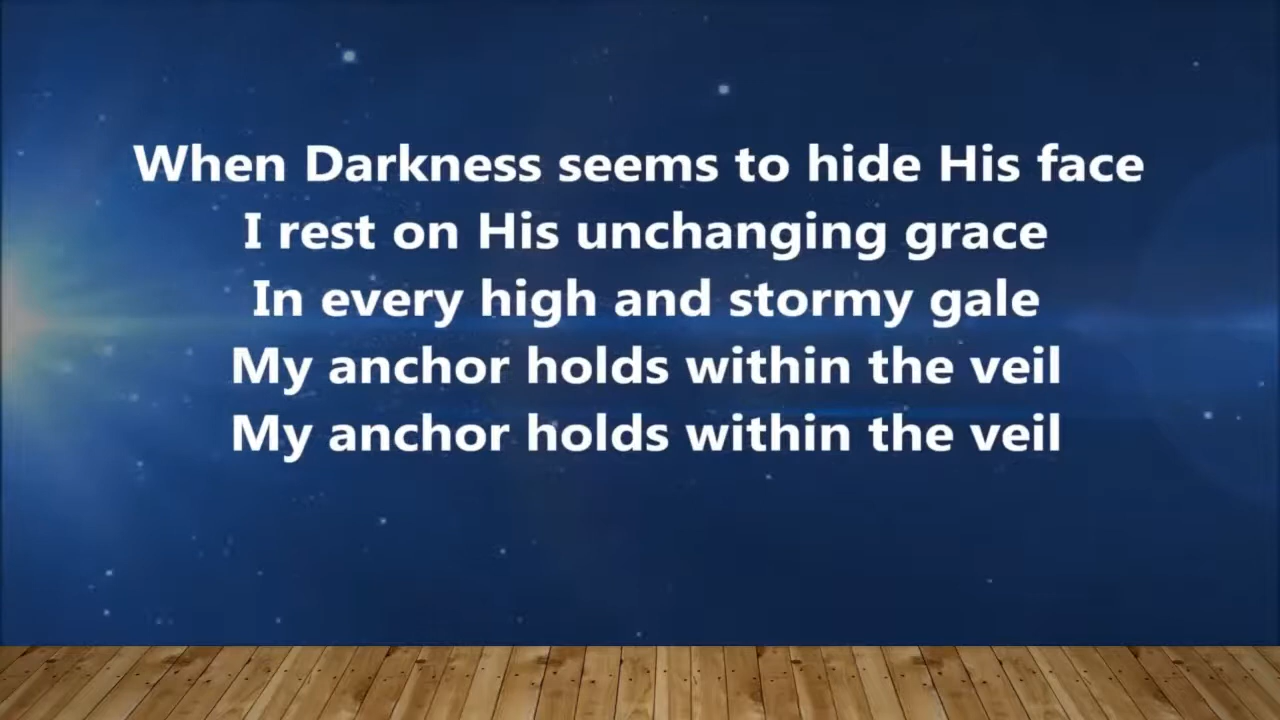 When Darkness seems to hide His face
I rest on His unchanging grace
In every high and stormy gale
My anchor holds within the veil
My anchor holds within the veil